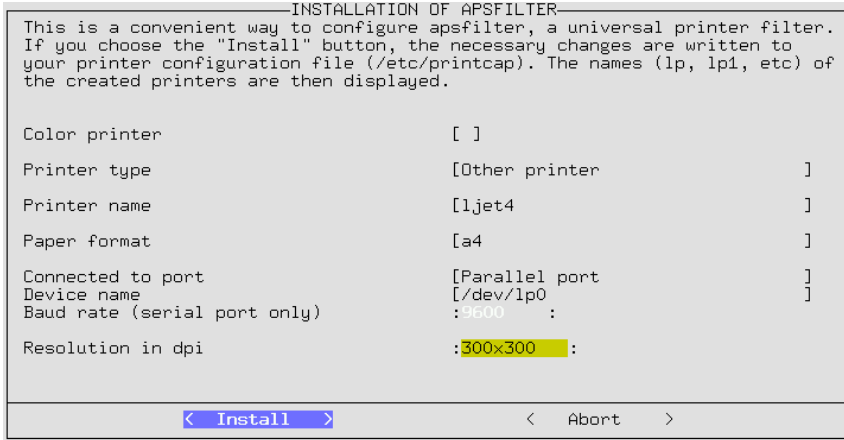 INSTALLATION OF APSFILTER
This is a convenient way to configure apsfilter, a universal printer filter.
If you choose the "Install" button, the necessary changes are written to
your printer configuration file (/etc/printcap). The names (lp, lp1, etc) of
the created printers are then displayed.
Color printer [ ]
Printer type [Other printer ]
Printer name [ljet4 ]
Paper format [a4 ]
Connected to port [Parallel port ]
Device name [/dev/lp0 ]
Baud rate (serial port only) :9600 :
Resolution in dpi :300x300 :
< Install > < Abort >